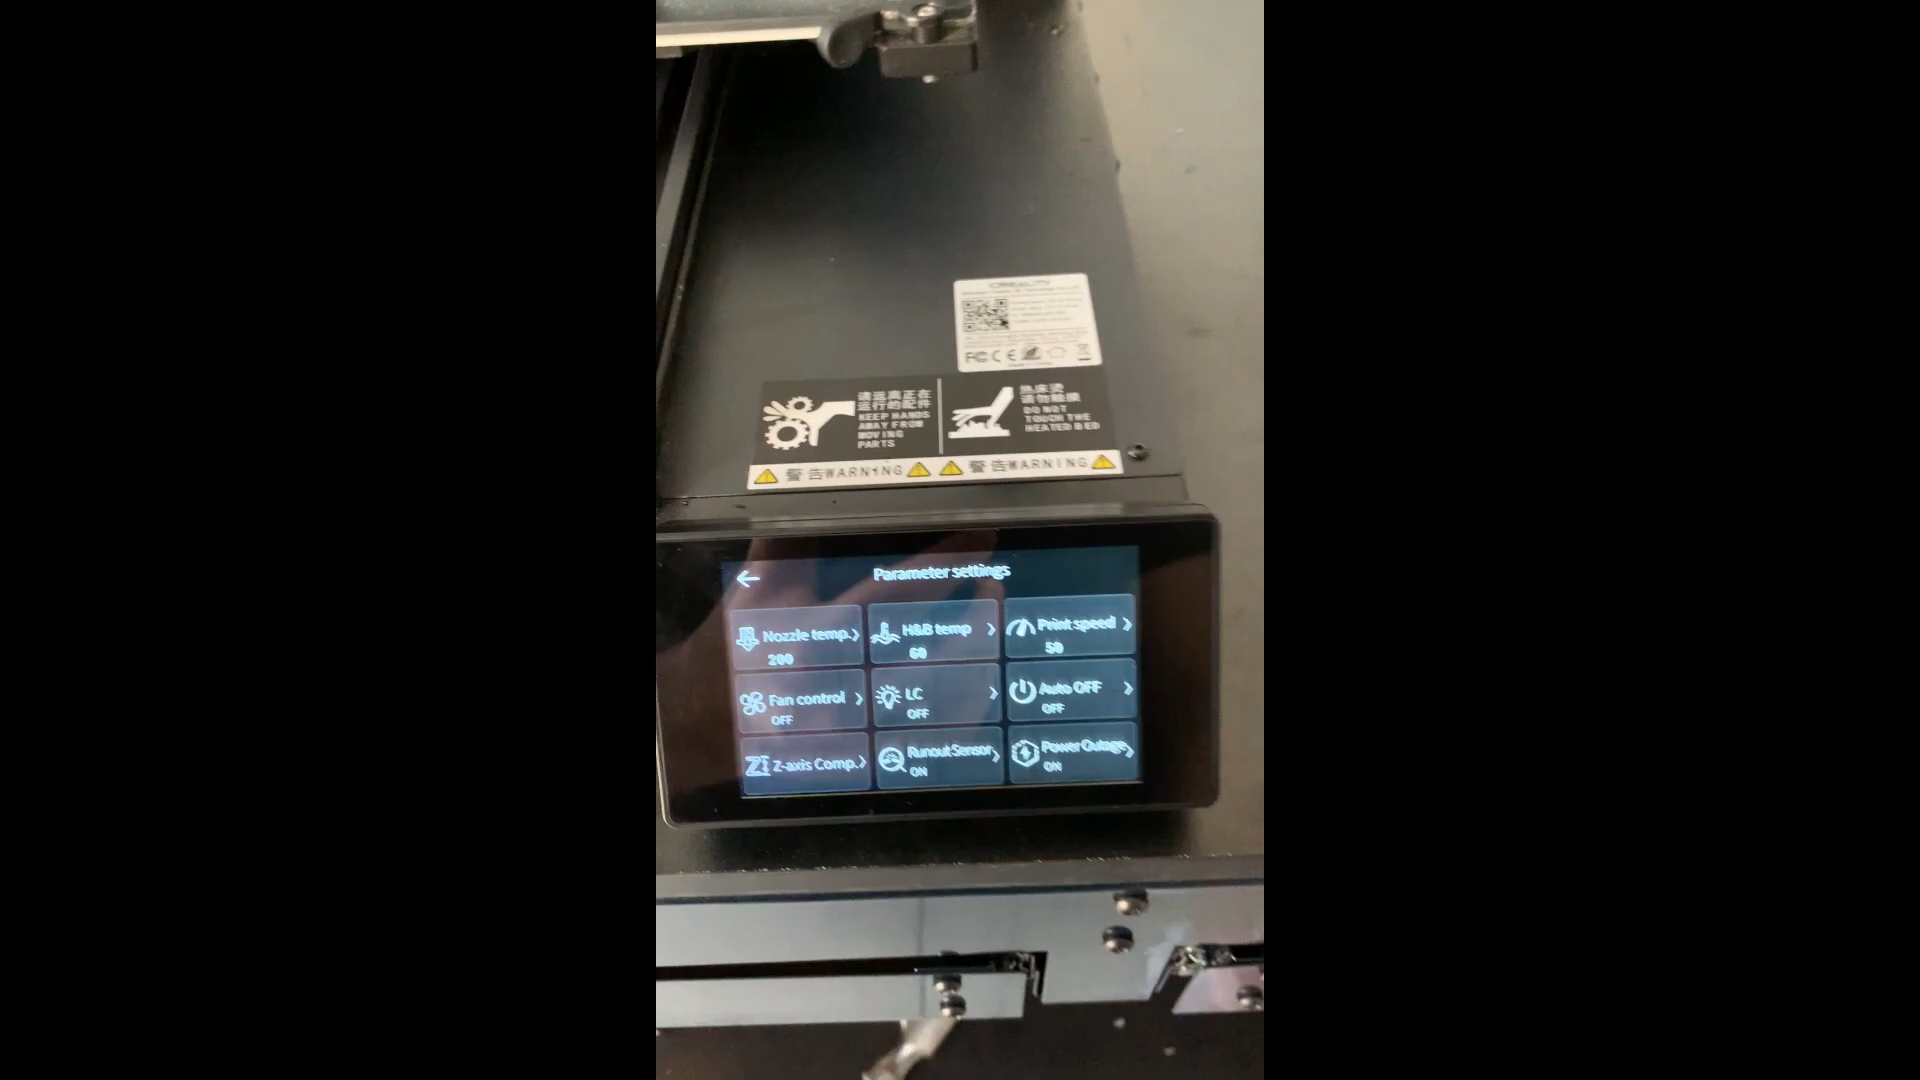 CREALITY
FC CE
请远离正在
运行的配件
KEEP HANDS
AWAY FROM
MOVING
PARTS
热床烫
请勿触摸
DO NOT
TOUCH THE
HEATED BED
警告WARNING
警告WARNING
Parameter settings
Nozzle temp.
200
H&B temp
60
Print speed
50
Fan control
OFF
LC
OFF
Auto OFF
OFF
Z-axis Comp.
Runout Sensor
ON
Power Outage
ON